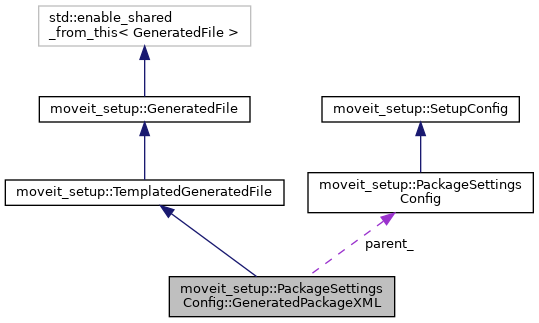 std::enable_shared
_from_this< GeneratedFile >
moveit_setup::GeneratedFile
moveit_setup::SetupConfig
moveit_setup::TemplatedGeneratedFile
moveit_setup::PackageSettings
Config
parent_
moveit_setup::PackageSettings
Config::GeneratedPackageXML